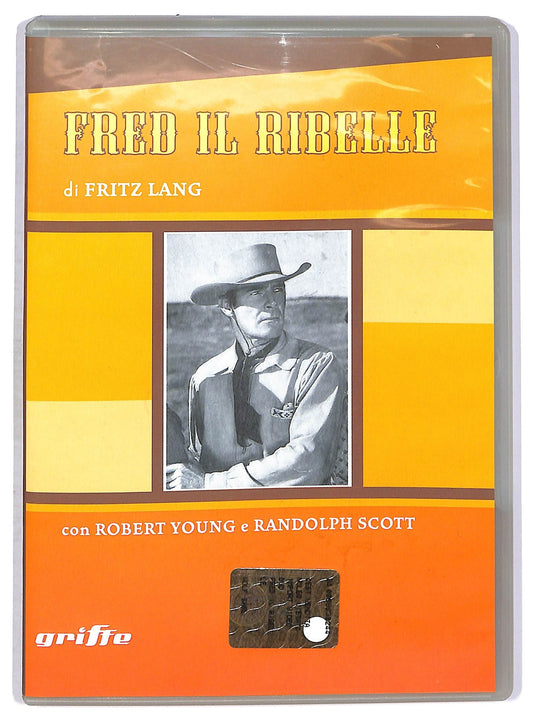 FRED IL RIBELLE
di FRITZ LANG
con ROBERT YOUNG e RANDOLPH SCOTT
griffe